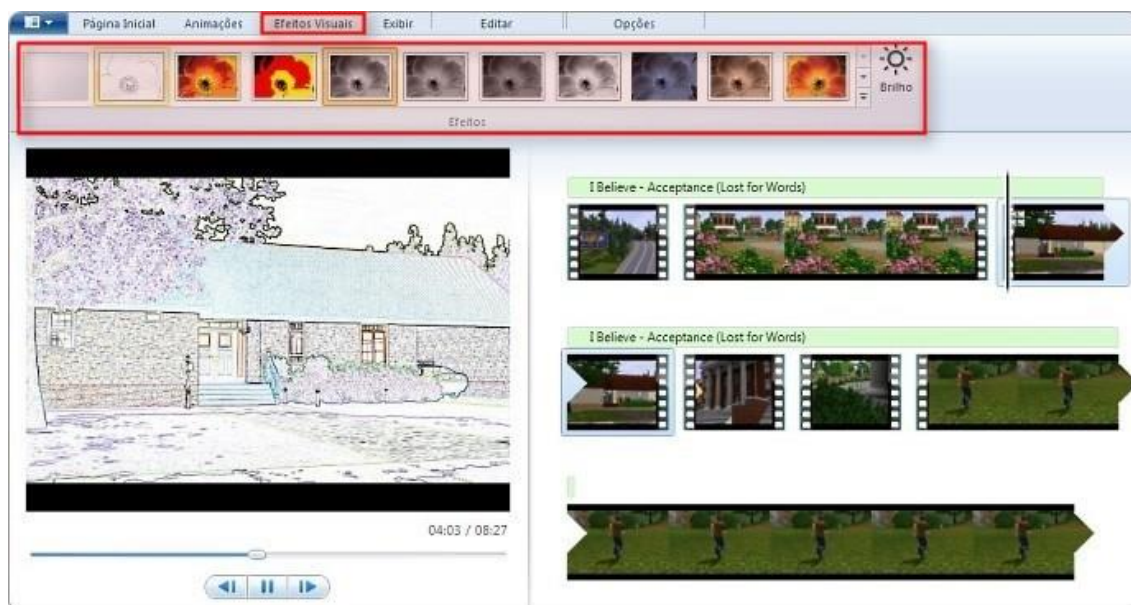 Página Inicial Animações Efeitos Visuais Exibir Editar Opções
Brilho
Efeitos
I Believe - Acceptance (Lost for Words)
I Believe - Acceptance (Lost for Words)
04:03 / 08:27